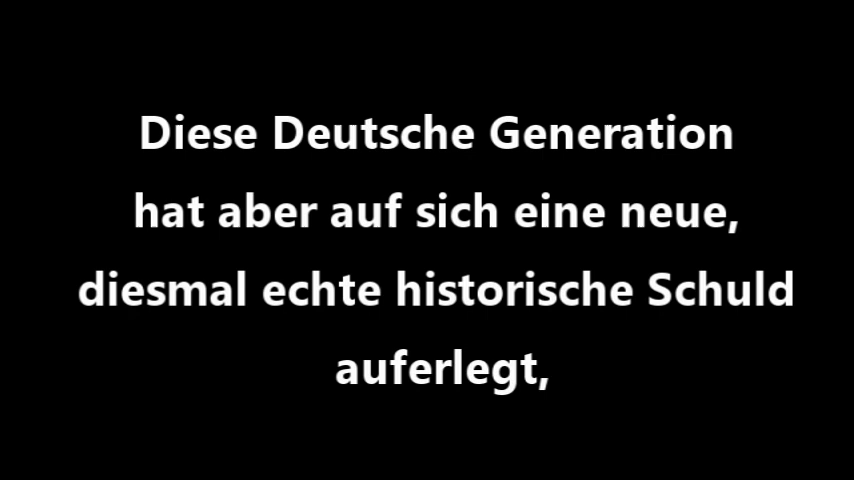 Diese Deutsche Generation
hat aber auf sich eine neue,
diesmal echte historische Schuld
auferlegt,